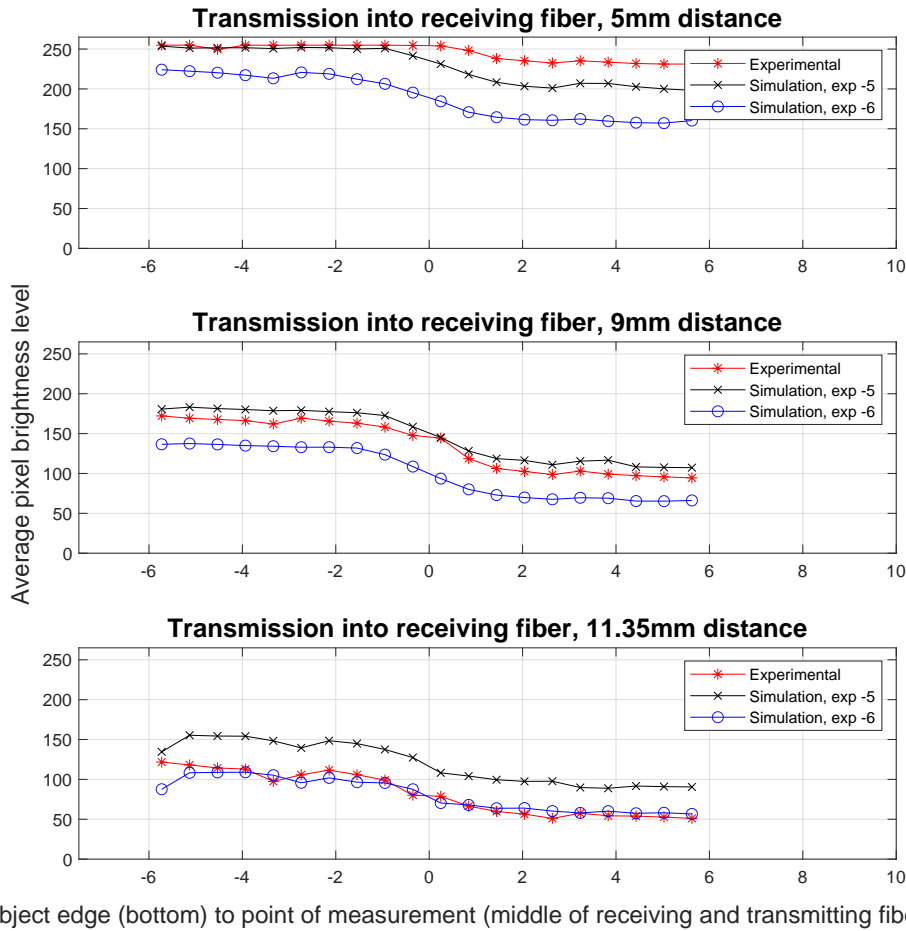 Transmission into receiving fiber, 5mm distance
250
200
150
100
50
0
-6 -4 -2 0 2 4 6 8 10
Experimental
Simulation, exp -5
Simulation, exp -6
Average pixel brightness level
Transmission into receiving fiber, 9mm distance
250
200
150
100
50
0
-6 -4 -2 0 2 4 6 8 10
Experimental
Simulation, exp -5
Simulation, exp -6
Transmission into receiving fiber, 11.35mm distance
250
200
150
100
50
0
-6 -4 -2 0 2 4 6 8 10
Experimental
Simulation, exp -5
Simulation, exp -6
bject edge (bottom) to point of measurement (middle of receiving and transmitting fibe